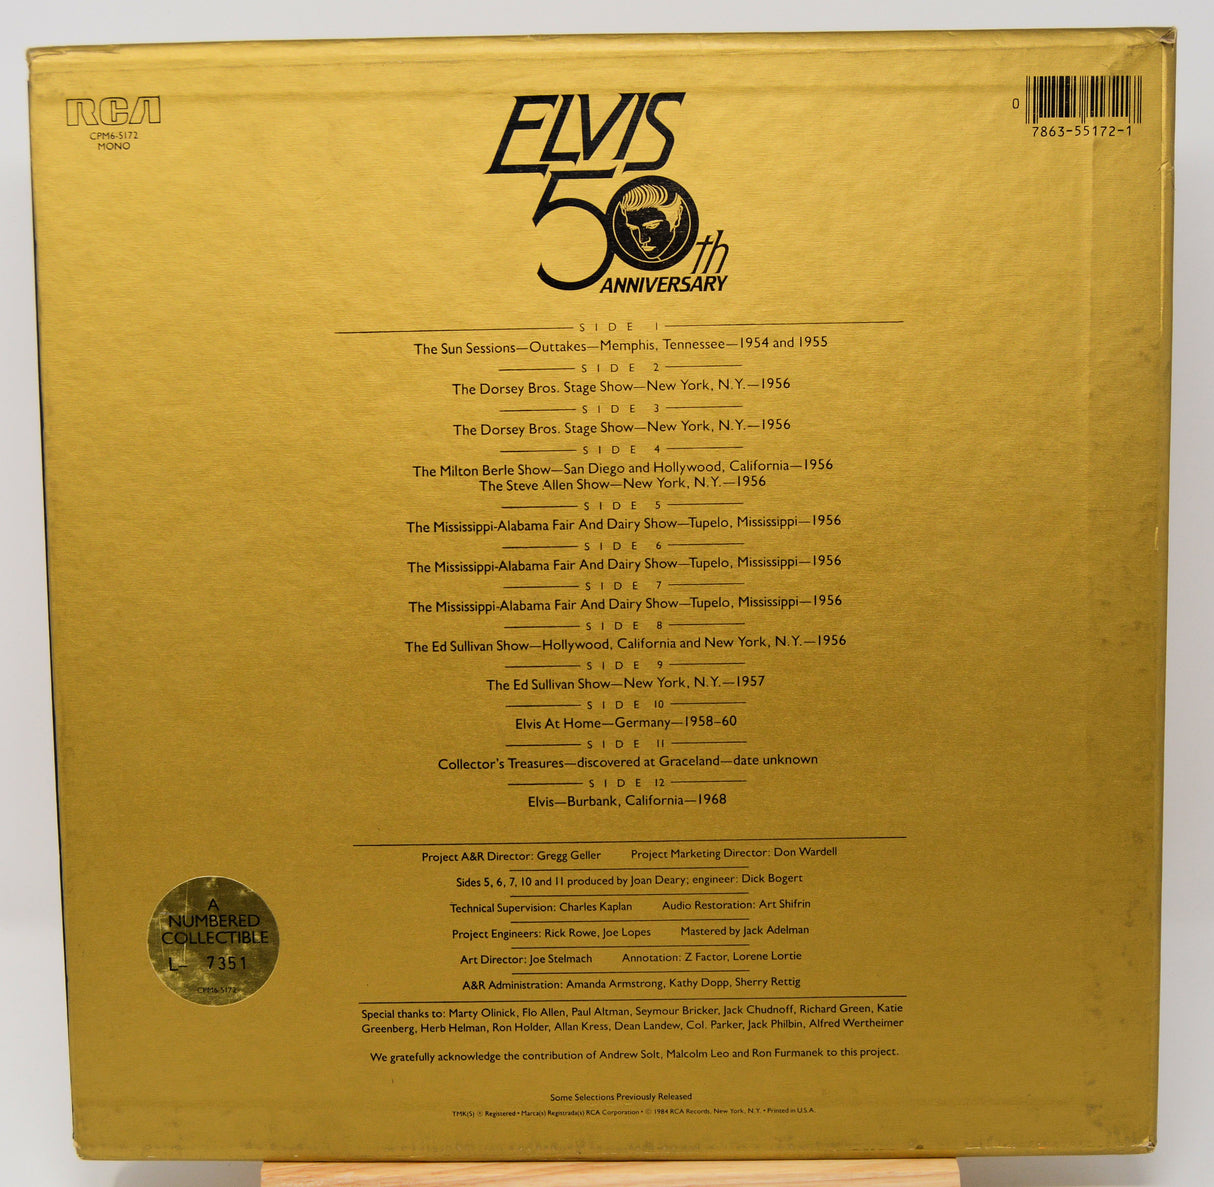 RCA
CPM6-5172
MONO
ELVIS
50th
ANNIVERSARY
0
7863-55172-1
SIDE 1
The Sun Sessions—Outtakes—Memphis, Tennessee—1954 and 1955
SIDE 2
The Dorsey Bros. Stage Show—New York, N.Y.—1956
SIDE 3
The Dorsey Bros. Stage Show—New York, N.Y.—1956
SIDE 4
The Milton Berle Show—San Diego and Hollywood, California—1956
The Steve Allen Show—New York, N.Y.—1956
SIDE 5
The Mississippi-Alabama Fair And Dairy Show—Tupelo, Mississippi—1956
SIDE 6
The Mississippi-Alabama Fair And Dairy Show—Tupelo, Mississippi—1956
SIDE 7
The Mississippi-Alabama Fair And Dairy Show—Tupelo, Mississippi—1956
SIDE 8
The Ed Sullivan Show—Hollywood, California and New York, N.Y.—1956
SIDE 9
The Ed Sullivan Show—New York, N.Y.—1957
SIDE 10
Elvis At Home—Germany—1958-60
SIDE 11
Collector's Treasures—discovered at Graceland—date unknown
SIDE 12
Elvis—Burbank, California—1968
Project A&R Director: Gregg Geller Project Marketing Director: Don Wardell
Sides 5, 6, 7, 10 and 11 produced by Joan Deary; engineer: Dick Bogert
Technical Supervision: Charles Kaplan Audio Restoration: Art Shifrin
Project Engineers: Rick Rowe, Joe Lopes Mastered by Jack Adelman
Art Director: Joe Stelmach Annotation: Z Factor, Lorene Lortie
A&R Administration: Amanda Armstrong, Kathy Dopp, Sherry Rettig
Special thanks to: Marty Olinick, Flo Allen, Paul Altman, Seymour Bricker, Jack Chudnoff, Richard Green, Katie
Greenberg, Herb Helman, Ron Holder, Allan Kress, Dean Landew, Col. Parker, Jack Philbin, Alfred Wertheimer
We gratefully acknowledge the contribution of Andrew Solt, Malcolm Leo and Ron Furmanek to this project.
Some Selections Previously Released
TMK(S) ® Registered • Marca(s) Registrada(s) RCA Corporation • © 1984 RCA Records, New York, N.Y. • Printed in U.S.A.
A
NUMBERED
COLLECTIBLE
L- 7351
CPM6-5172